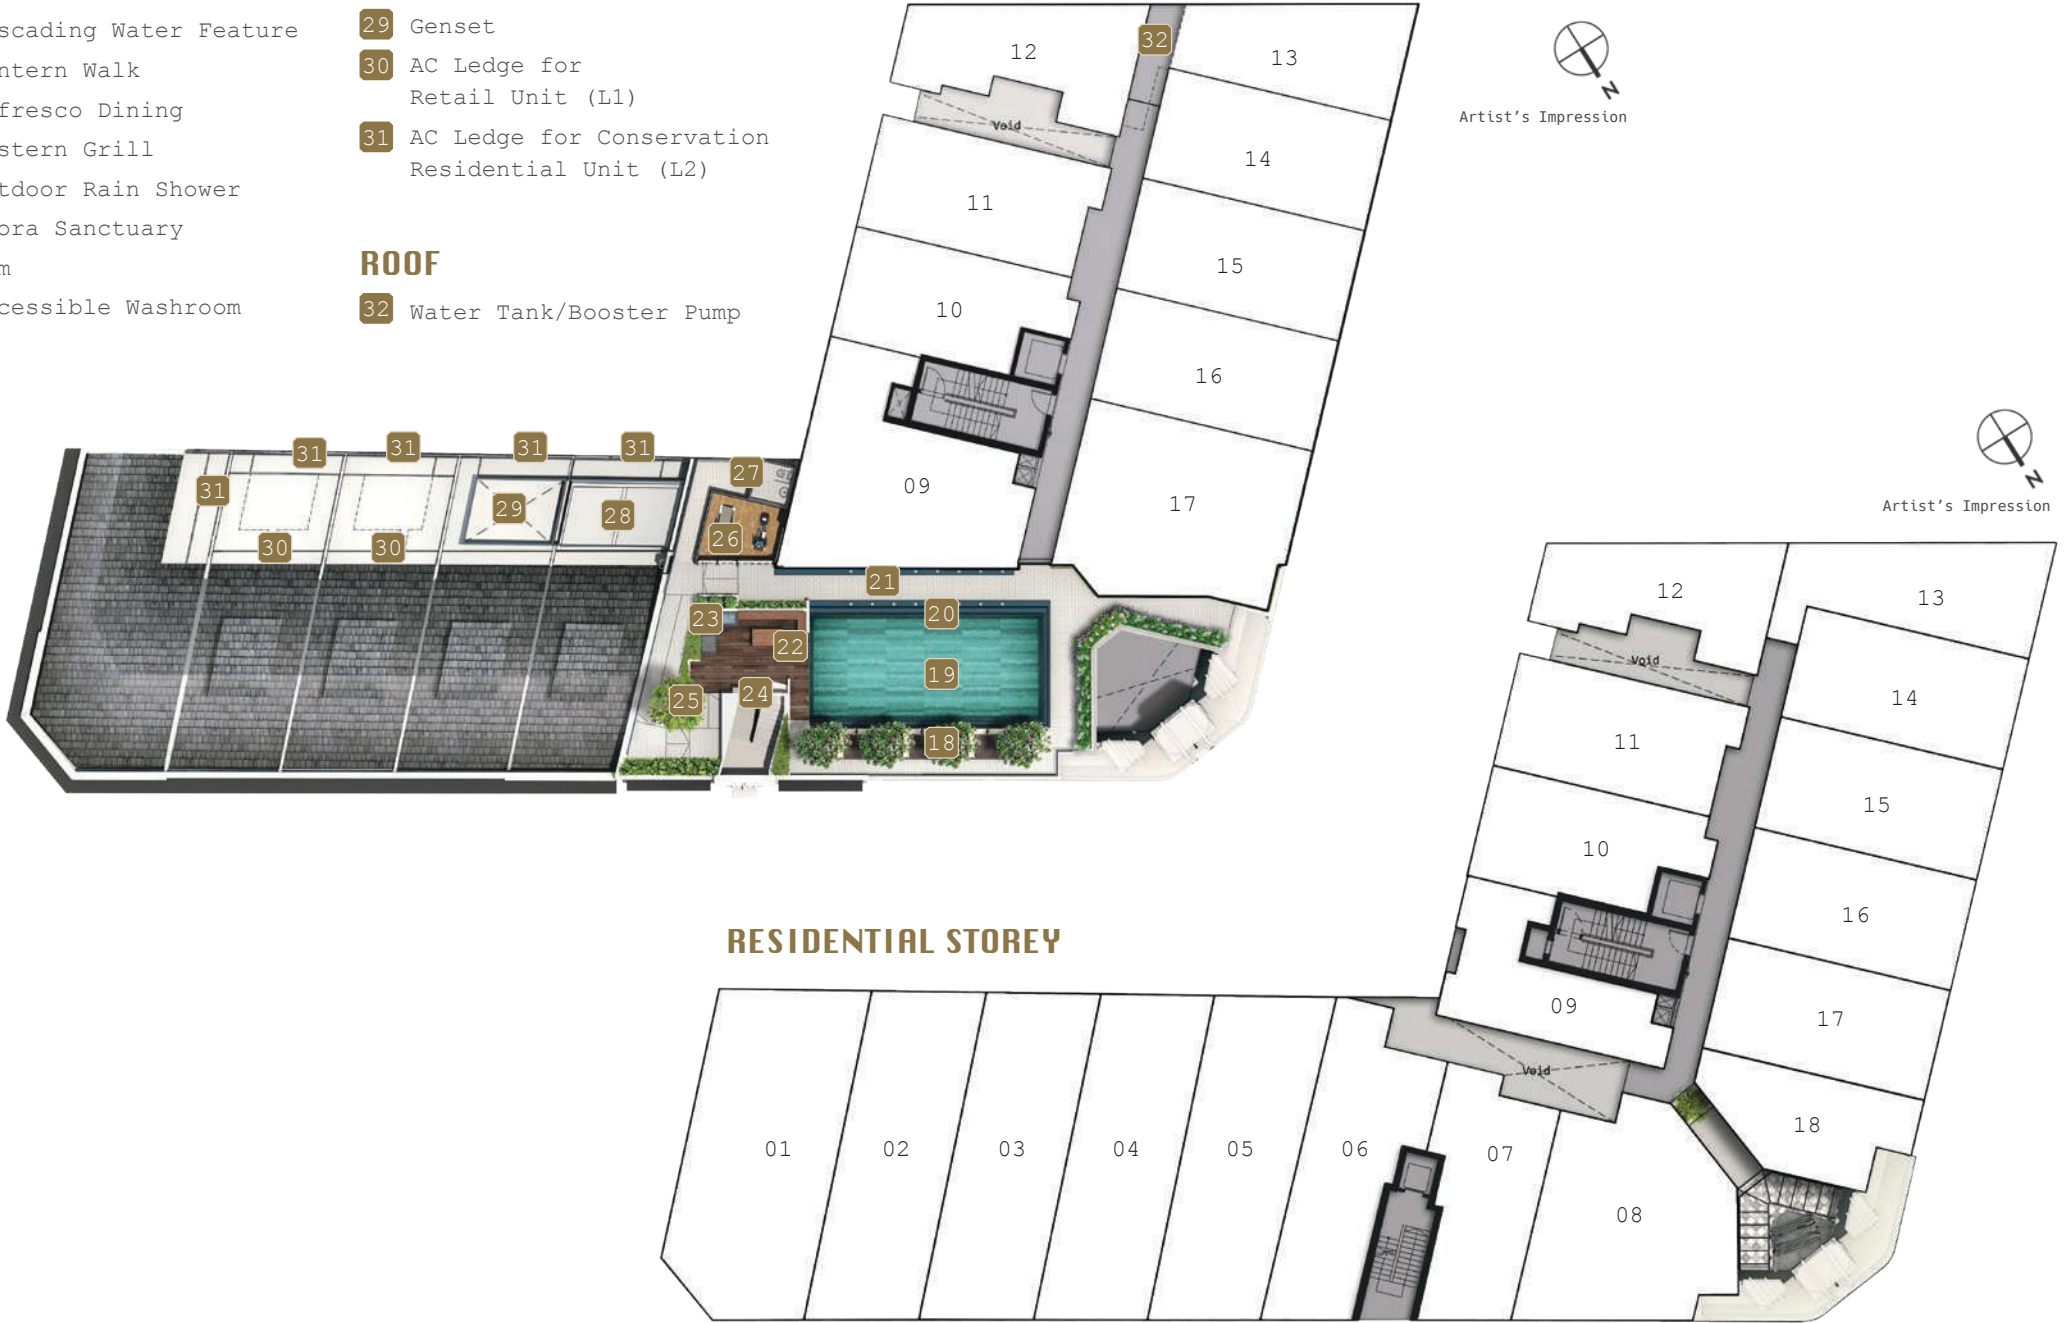 scading Water Feature
ntern Walk
fresco Dining
stern Grill
tdoor Rain Shower
ora Sanctuary
m
cessible Washroom
29 Genset
30 AC Ledge for
Retail Unit (L1)
31 AC Ledge for Conservation
Residential Unit (L2)
ROOF
32 Water Tank/Booster Pump
12
32
13
Void
14
11
15
10
16
09
17
N
Artist's Impression
31
31
31
31
31
27
29
28
26
30
30
21
20
23
22
19
25
24
18
N
Artist's Impression
RESIDENTIAL STOREY
12
13
Void
14
11
15
10
16
09
17
Void
18
01
02
03
04
05
06
07
08